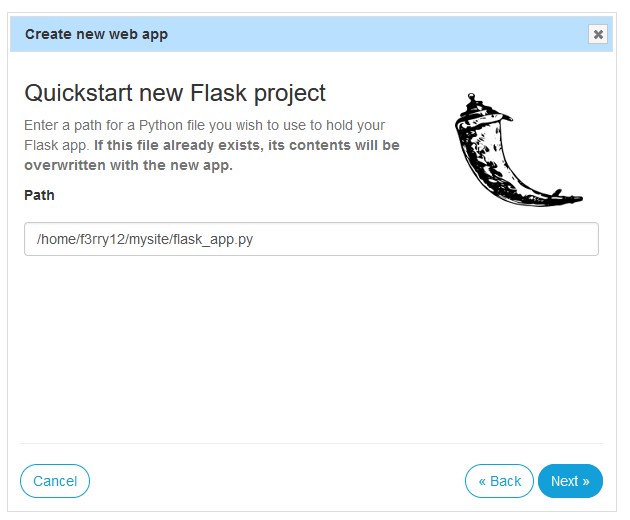 Create new web app
Quickstart new Flask project
Enter a path for a Python file you wish to use to hold your
Flask app. If this file already exists, its contents will be
overwritten with the new app.
Path
/home/f3rry12/mysite/flask_app.py
Cancel
« Back
Next »